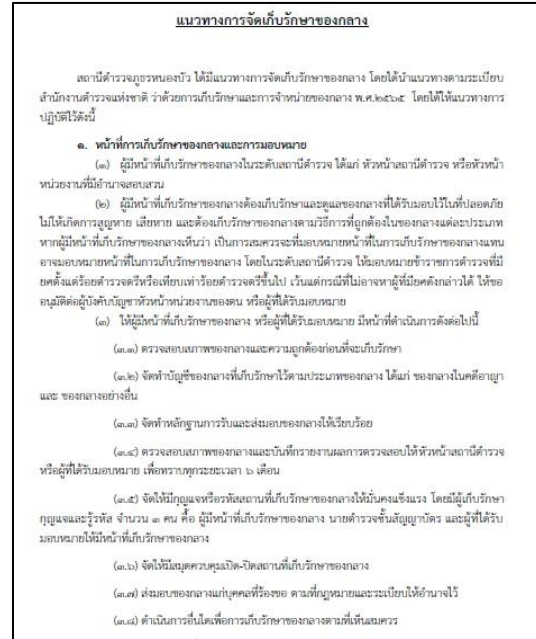 แนวทางการจัดเก็บรักษาของกลาง
สถานีตำรวจภูธรหนองบัว ได้มีแนวทางการจัดเก็บรักษาของกลาง โดยได้นำแนวทางตามระเบียบ
สำนักงานตำรวจแห่งชาติ ว่าด้วยการเก็บรักษาและการจำหน่ายของกลาง พ.ศ.๒๕๖๕ โดยได้ให้แนวทางการ
ปฏิบัติไว้ดังนี้
๑. หน้าที่การเก็บรักษาของกลางและการมอบหมาย
(๑) ผู้มีหน้าที่เก็บรักษาของกลางในระดับสถานีตำรวจ ได้แก่ หัวหน้าสถานีตำรวจ หรือหัวหน้า
หน่วยงานที่มีอำนาจสอบสวน
(๒) ผู้มีหน้าที่เก็บรักษาของกลางต้องเก็บรักษาและดูแลของกลางที่ได้รับมอบไว้ในที่ปลอดภัย
ไม่ให้เกิดการสูญหาย เสียหาย และต้องเก็บรักษาของกลางตามวิธีการที่ถูกต้องในของกลางแต่ละประเภท
หากผู้มีหน้าที่เก็บรักษาของกลางเห็นว่า เป็นการสมควรจะที่มอบหมายหน้าที่ในการเก็บรักษาของกลางแทน
อาจมอบหมายหน้าที่ในการเก็บรักษาของกลาง โดยในระดับสถานีตำรวจ ให้มอบหมายข้าราชการตำรวจที่มี
ยศตั้งแต่ร้อยตำรวจตรีหรือเทียบเท่าร้อยตำรวจตรีขึ้นไป เว้นแต่กรณีที่ไม่อาจหาผู้ที่มียศดังกล่าวได้ ให้ขอ
อนุมัติต่อผู้บังคับบัญชาหัวหน้าหน่วยงานของตน หรือผู้ที่ได้รับมอบหมาย
(๓) ให้ผู้มีหน้าที่เก็บรักษาของกลาง หรือผู้ที่ได้รับมอบหมาย มีหน้าที่ดำเนินการดังต่อไปนี้
(๓.๑) ตรวจสอบสภาพของกลางและความถูกต้องก่อนที่จะเก็บรักษา
(๓.๒) จัดทำบัญชีของกลางที่เก็บรักษาไว้ตามประเภทของกลาง ได้แก่ ของกลางในคดีอาญา
และ ของกลางอย่างอื่น
(๓.๓) จัดทำหลักฐานการรับและส่งมอบของกลางให้เรียบร้อย
(๓.๔) ตรวจสอบสภาพของกลางและบันทึกรายงานผลการตรวจสอบให้หัวหน้าสถานีตำรวจ
หรือผู้ที่ได้รับมอบหมาย เพื่อทราบทุกระยะเวลา ๖ เดือน
(๓.๕) จัดให้มีกุญแจหรือรหัสสถานที่เก็บรักษาของกลางให้มั่นคงแข็งแรง โดยมีผู้เก็บรักษา
กุญแจและรู้รหัส จำนวน ๓ คน คือ ผู้มีหน้าที่เก็บรักษาของกลาง นายตำรวจชั้นสัญญาบัตร และผู้ที่ได้รับ
มอบหมายให้มีหน้าที่เก็บของกลาง
(๓.๖) จัดให้มีสมุดควบคุมเปิด-ปิดสถานที่เก็บรักษาของกลาง
(๓.๗) ส่งมอบของกลางแก่บุคคลที่ร้องขอ ตามที่กฎหมายและระเบียบให้อำนาจไว้
(๓.๘) ดำเนินการอื่นใดเพื่อการเก็บรักษาของกลางตามที่เห็นสมควร